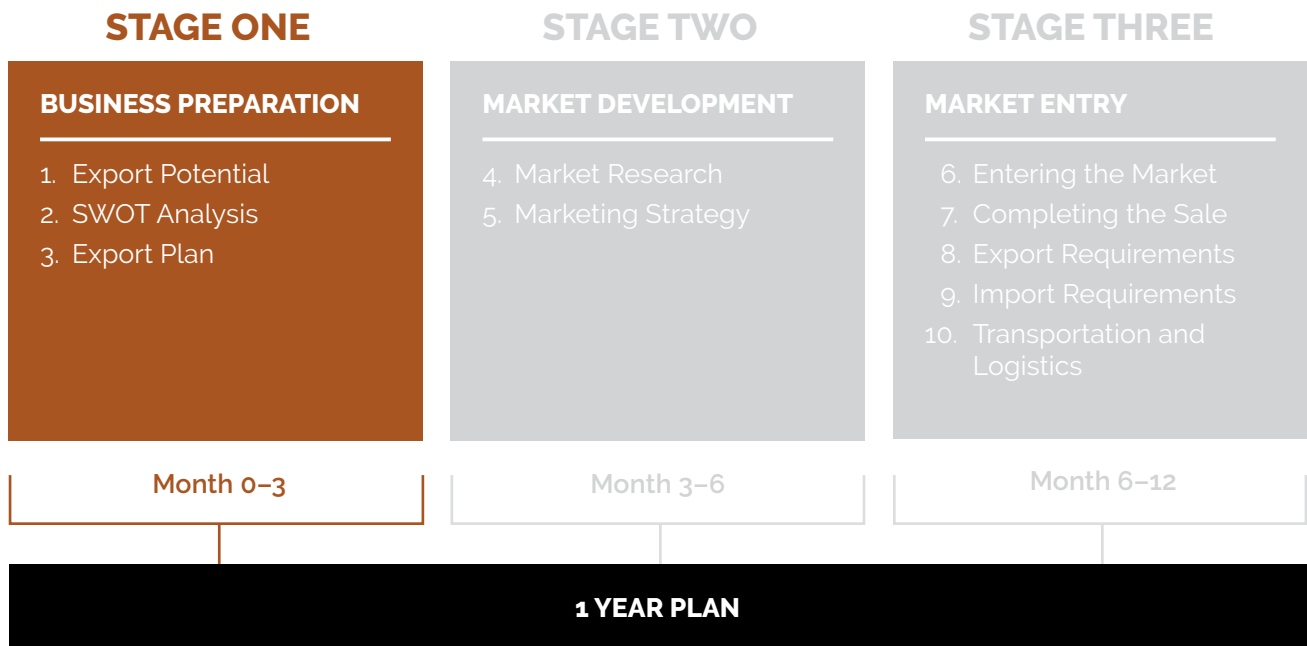 STAGE ONE
BUSINESS PREPARATION
1. Export Potential
2. SWOT Analysis
3. Export Plan
Month 0–3
STAGE TWO
MARKET DEVELOPMENT
4. Market Research
5. Marketing Strategy
Month 3–6
STAGE THREE
MARKET ENTRY
6. Entering the Market
7. Completing the Sale
8. Export Requirements
9. Import Requirements
10. Transportation and
Logistics
Month 6–12
1 YEAR PLAN